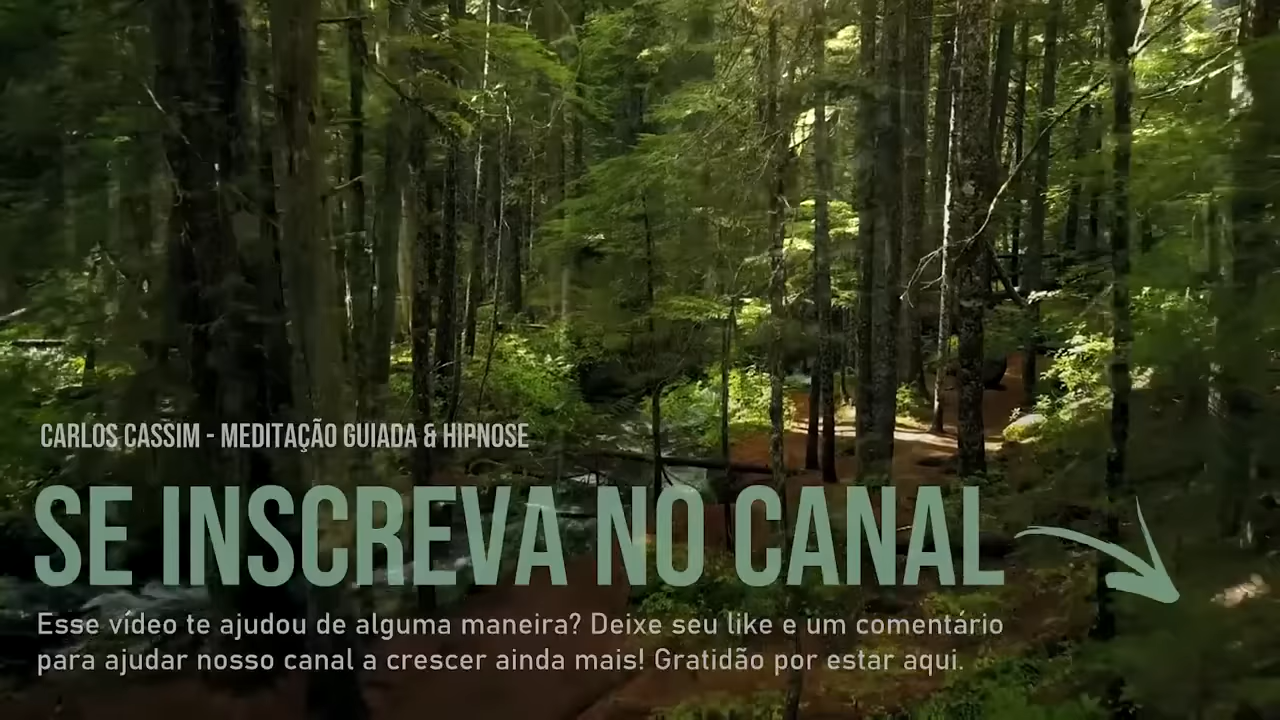 CARLOS CASSIM - MEDITAÇÃO GUIADA & HIPNOSE
SE INSCREVA NO CANAL
Esse vídeo te ajudou de alguma maneira? Deixe seu like e um comentário
para ajudar nosso canal a crescer ainda mais! Gratidão por estar aqui.